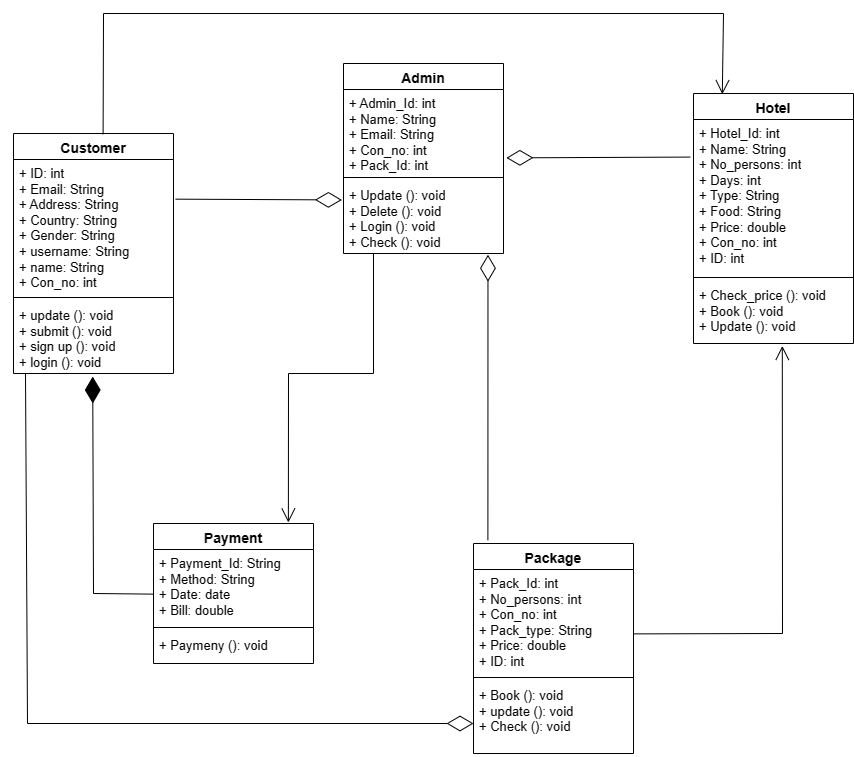 Admin
+ Admin_Id: int
+ Name: String
+ Email: String
+ Con_no: int
+ Pack_Id: int
+ Update (): void
+ Delete (): void
+ Login (): void
+ Check (): void
Hotel
+ Hotel_Id: int
+ Name: String
+ No_persons: int
+ Days: int
+ Type: String
+ Food: String
+ Price: double
+ Con_no: int
+ ID: int
+ Check_price (): void
+ Book (): void
+ Update (): void
Customer
+ ID: int
+ Email: String
+ Address: String
+ Country: String
+ Gender: String
+ username: String
+ name: String
+ Con_no: int
+ update (): void
+ submit (): void
+ sign up (): void
+ login (): void
Payment
+ Payment_Id: String
+ Method: String
+ Date: date
+ Bill: double
+ Paymeny (): void
Package
+ Pack_Id: int
+ No_persons: int
+ Con_no: int
+ Pack_type: String
+ Price: double
+ ID: int
+ Book (): void
+ update (): void
+ Check (): void